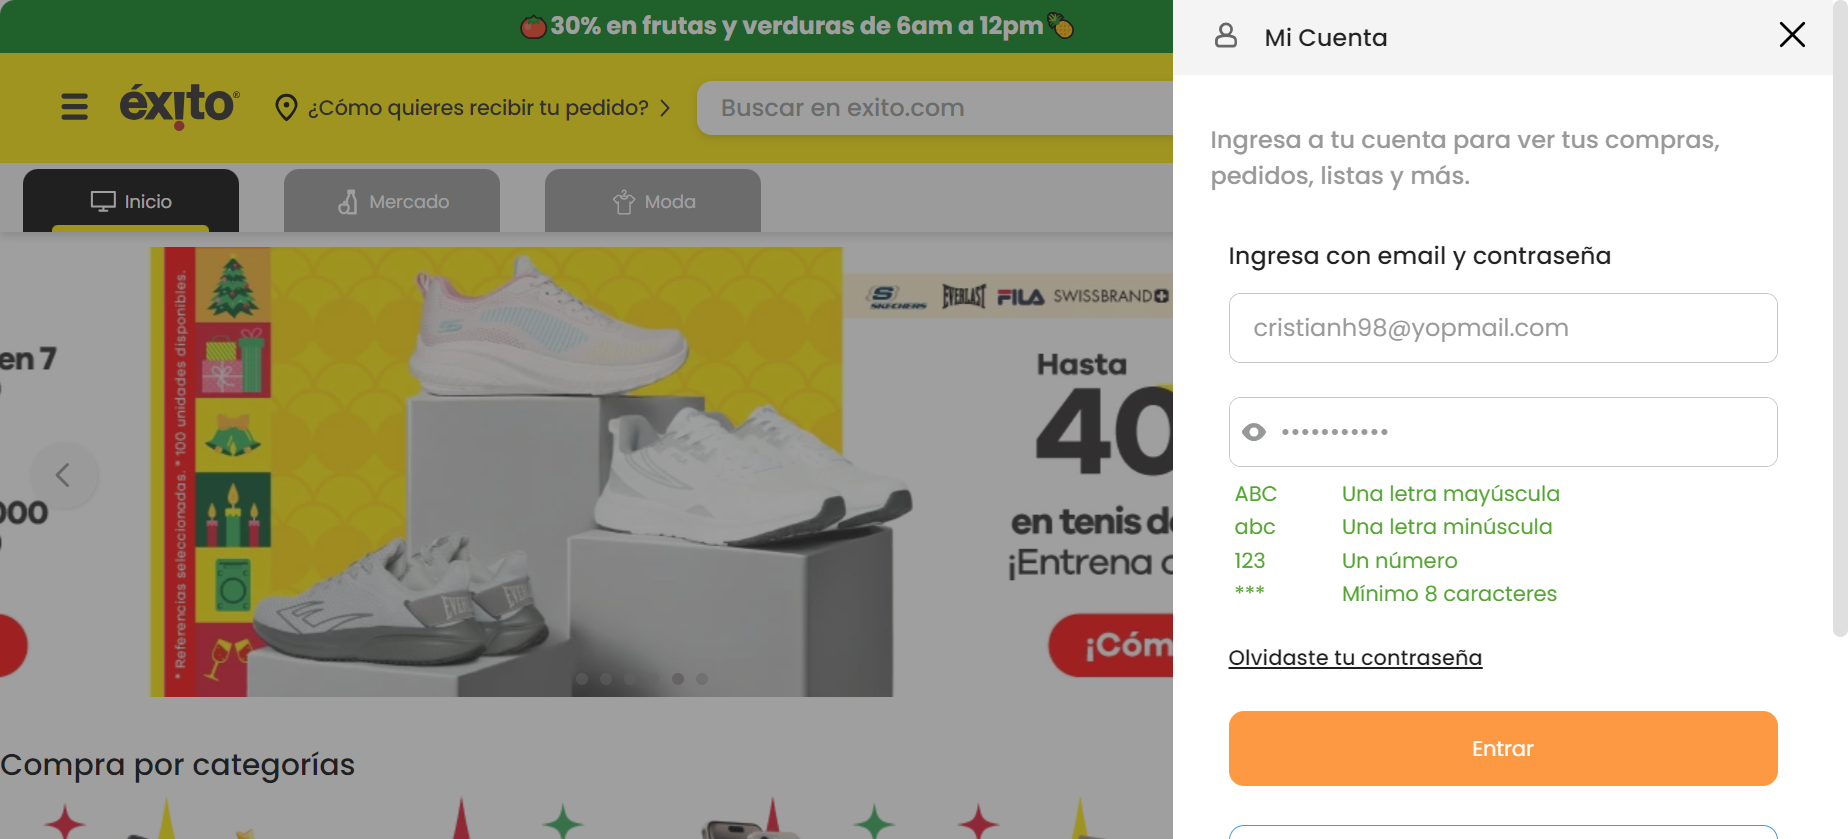 30% en frutas y verduras de 6am a 12pm
éxito
¿Cómo quieres recibir tu pedido?
Buscar en exito.com
Inicio
Mercado
Moda
en 7
000
* Referencias seleccionadas. * 100 unidades disponibles.
SKECHERS
EVERLAST
FILA
SWISSBRAND
Hasta
40
en tenis de
¡Entrena
¡Cóm
EVER
EVER
Compra por categorías
Mi Cuenta
Ingresa a tu cuenta para ver tus compras,
pedidos, listas y más.
Ingresa con email y contraseña
cristianh98@yopmail.com
•••••••••••
ABC Una letra mayúscula
abc Una letra minúscula
123 Un número
*** Mínimo 8 caracteres
Olvidaste tu contraseña
Entrar